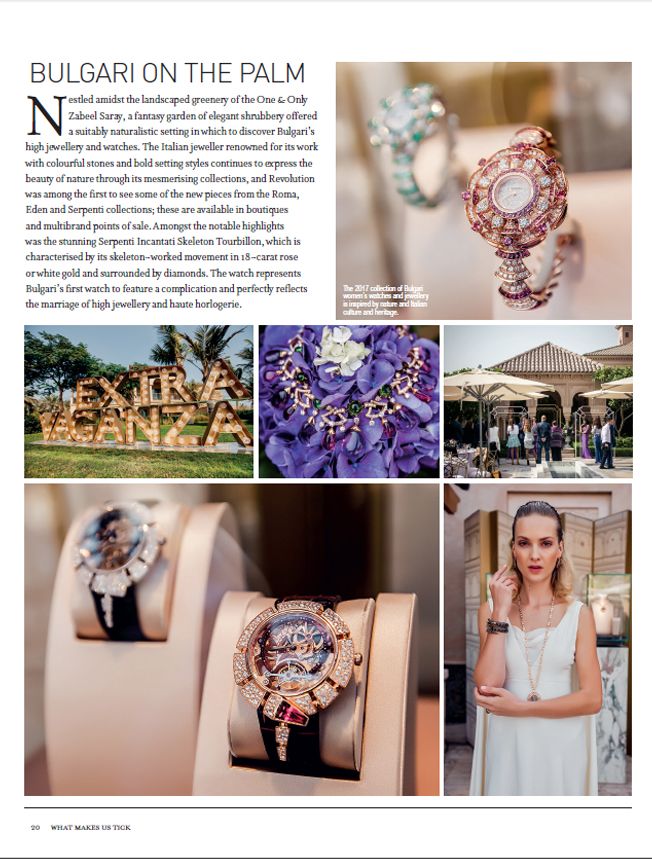 BULGARI ON THE PALM
Nestled amidst the landscaped greenery of the One & Only
Zabeel Saray, a fantasy garden of elegant shrubbery offered
a suitably naturalistic setting in which to discover Bulgari's
high jewellery and watches. The Italian jeweller renowned for its work
with colourful stones and bold setting styles continues to express the
beauty of nature through its mesmerising collections, and Revolution
was among the first to see some of the new pieces from the Roma,
Eden and Serpenti collections; these are available in boutiques
and multibrand points of sale. Amongst the notable highlights
was the stunning Serpenti Incantati Skeleton Tourbillon, which is
characterised by its skeleton-worked movement in 18-carat rose
or white gold and surrounded by diamonds. The watch represents
Bulgari's first watch to feature a complication and perfectly reflects
the marriage of high jewellery and haute horlogerie.
The 2017 collection of Bulgari
women's watches and jewellery
is inspired by nature and Italian
culture and heritage.
EXTRA
VAGANZA
20 WHAT MAKES US TICK